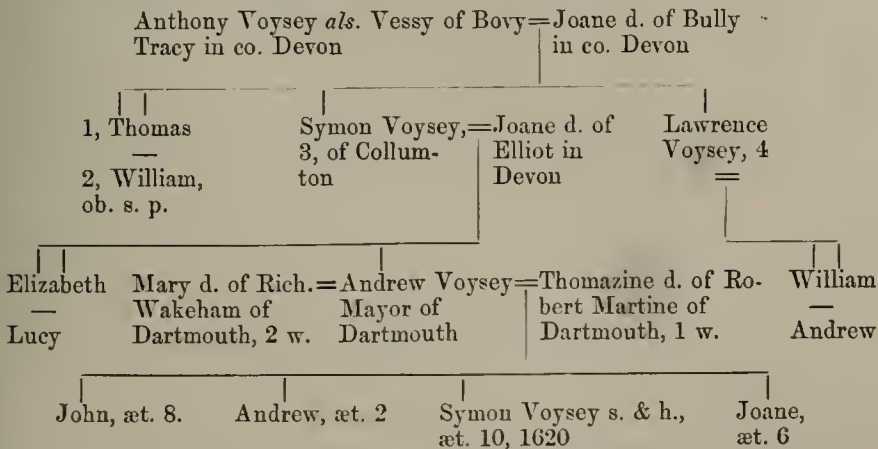 Anthony Voysey als. Vessy of Bovy=Joane d. of Bully
Tracy in co. Devon in co. Devon
1, Thomas
—
2, William,
ob. s. p.
Symon Voysey,=Joane d. of
3, of Collum- Elliot in
ton Devon
Lawrence
Voysey, 4
=
Elizabeth
—
Lucy
Mary d. of Rich.=Andrew Voysey=Thomazine d. of Ro-
Wakeham of Mayor of bert Martine of
Dartmouth, 2 w. Dartmouth Dartmouth, 1 w.
William
—
Andrew
John, æt. 8.
Andrew, æt. 2
Symon Voysey s. & h.,
æt. 10, 1620
Joane,
æt. 6